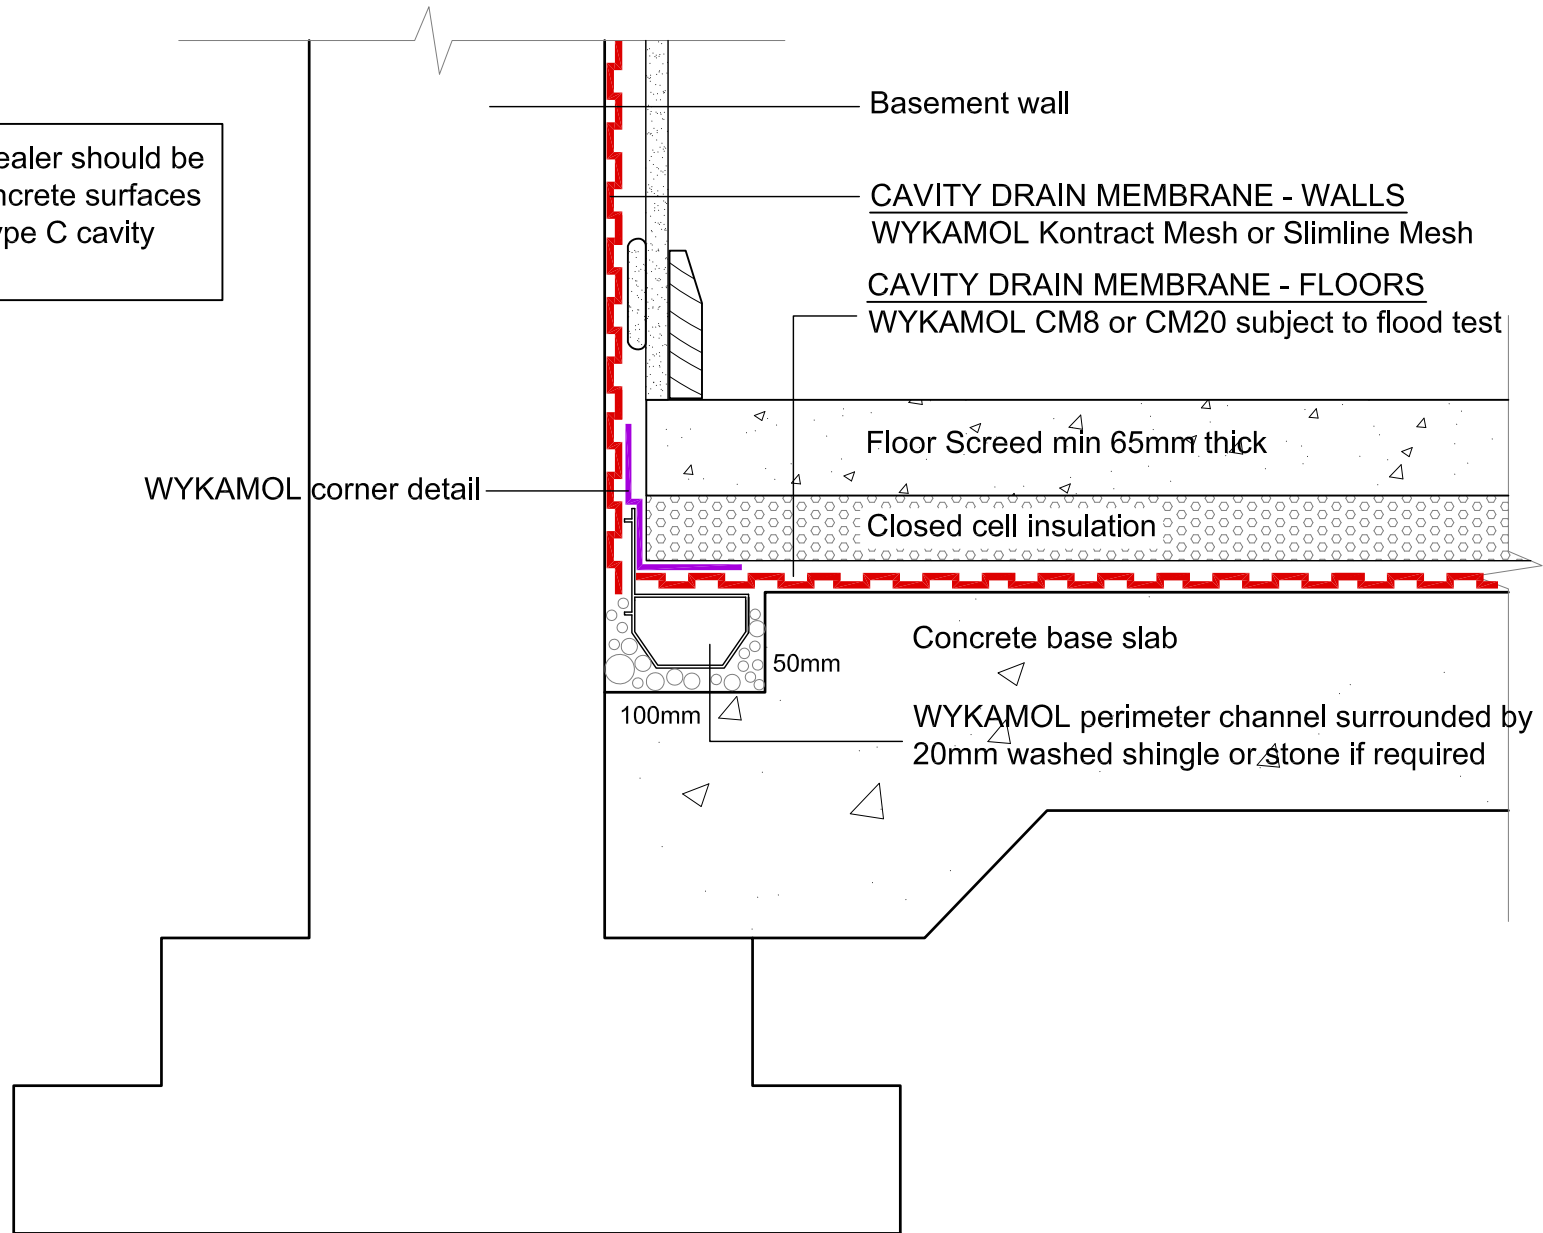 Basement wall
ealer should be
ncrete surfaces
ype C cavity
CAVITY DRAIN MEMBRANE - WALLS
WYKAMOL Kontract Mesh or Slimline Mesh
CAVITY DRAIN MEMBRANE - FLOORS
WYKAMOL CM8 or CM20 subject to flood test
Floor Screed min 65mm thick
WYKAMOL corner detail
Closed cell insulation
Concrete base slab
50mm
100mm
WYKAMOL perimeter channel surrounded by
20mm washed shingle or stone if required